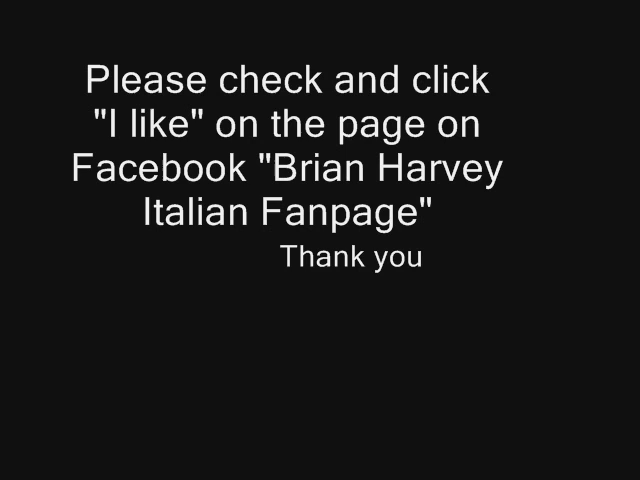 Please check and click
"I like" on the page on
Facebook "Brian Harvey
Italian Fanpage"
Thank you